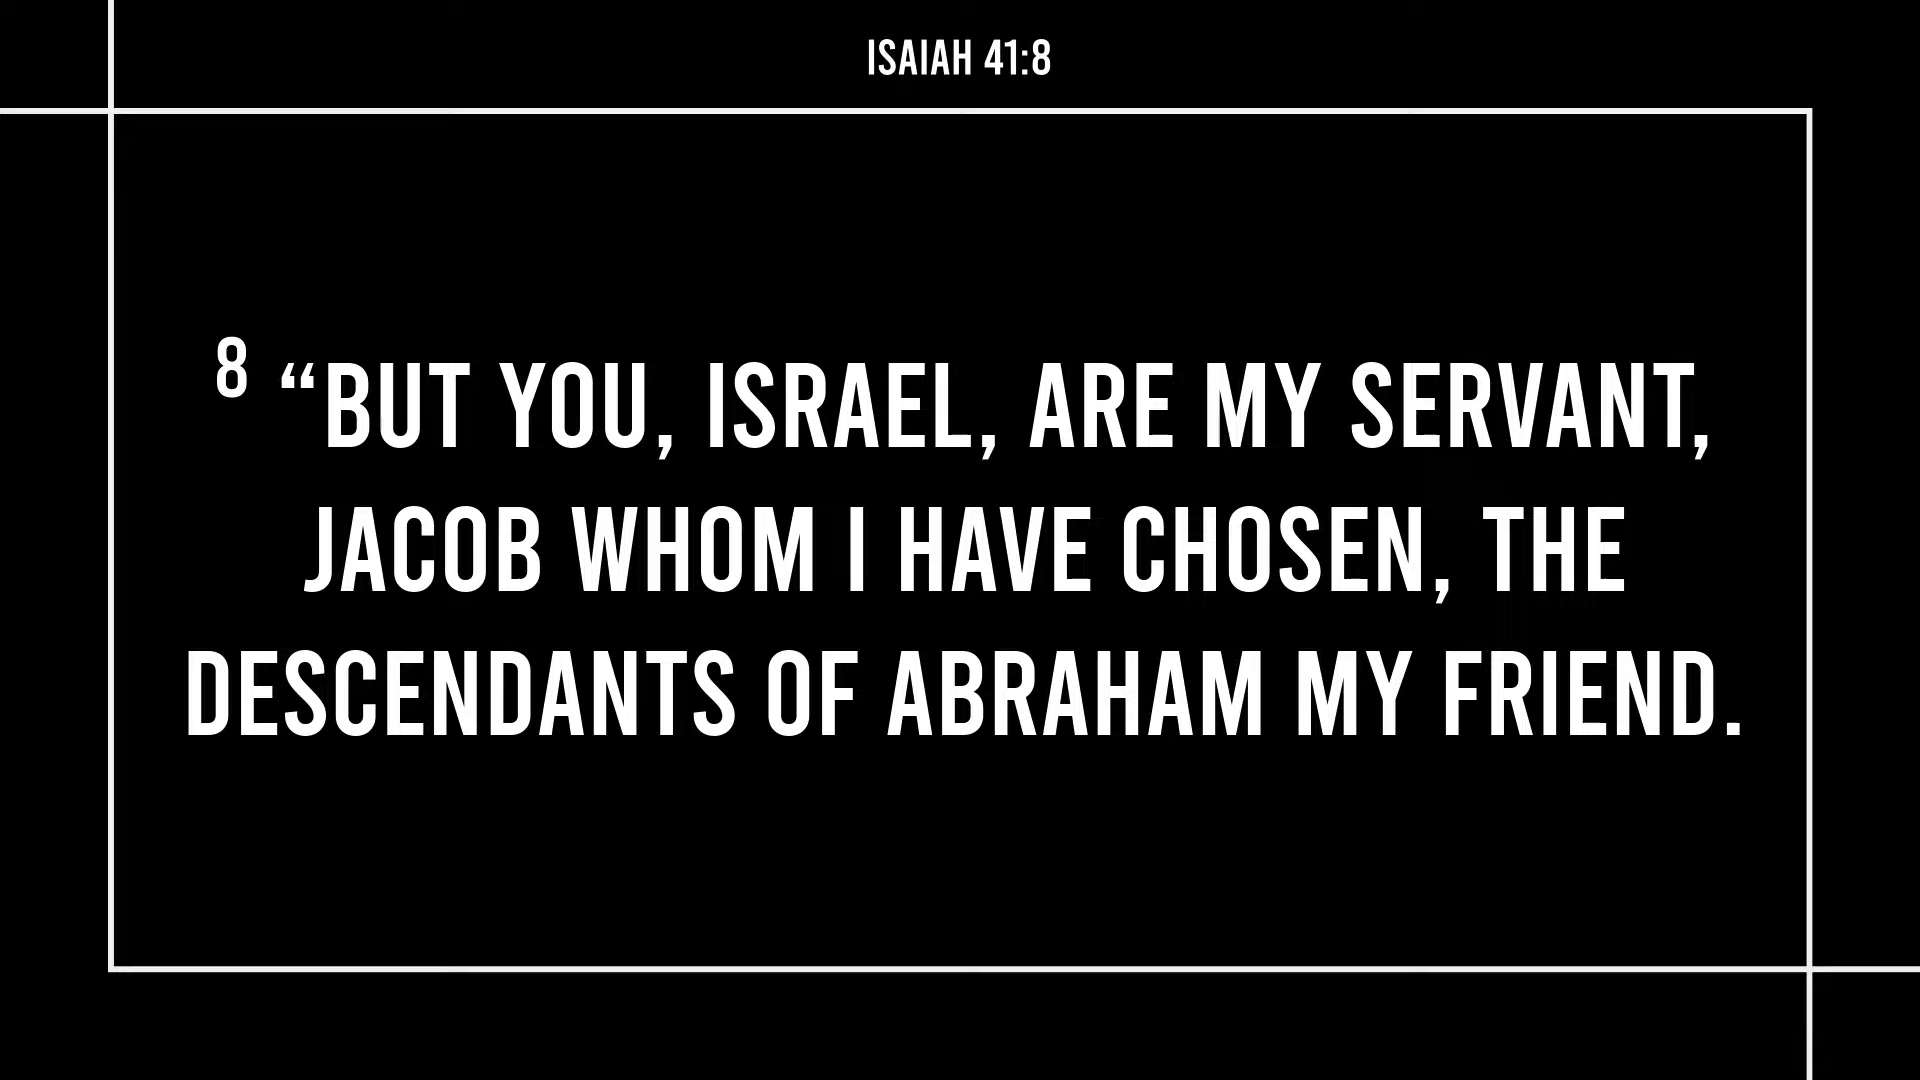 ISAIAH 41:8
8 “BUT YOU, ISRAEL, ARE MY SERVANT,
JACOB WHOM I HAVE CHOSEN, THE
DESCENDANTS OF ABRAHAM MY FRIEND.